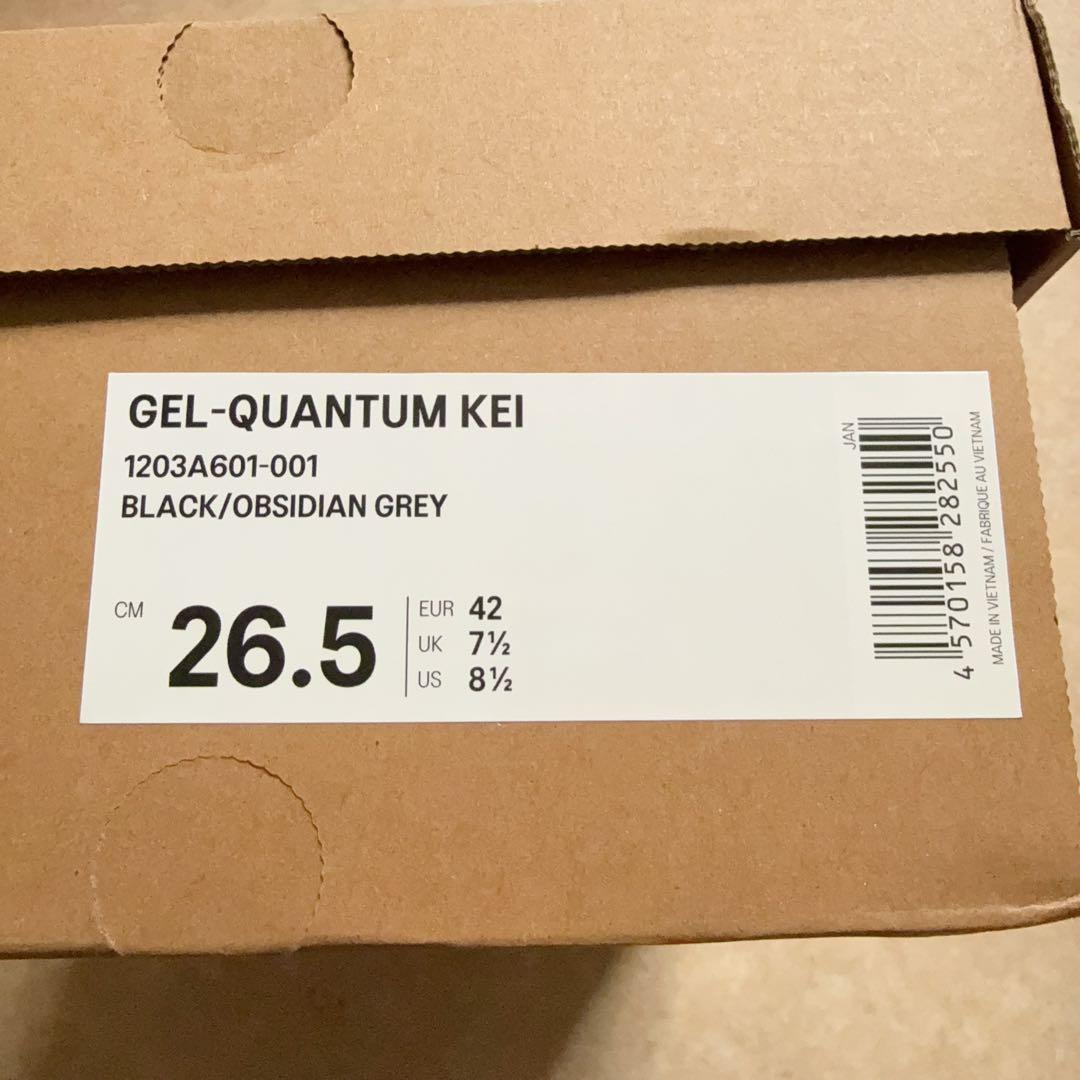 GEL-QUANTUM KEI
1203A601-001
BLACK/OBSIDIAN GREY
CM 26.5
EUR 42
UK 7½
US 8½
JAN
4 570158 282550
MADE IN VIETNAM / FABRIQUE AU VIETNAM